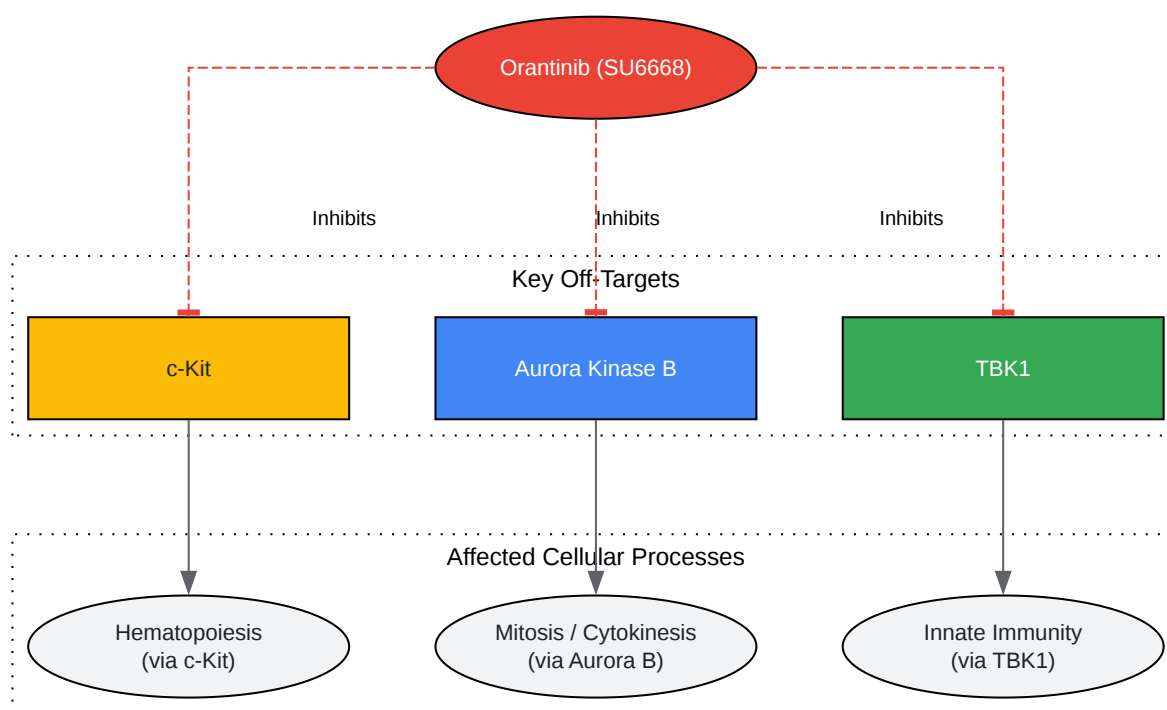 Orantinib (SU6668)
Inhibits
Inhibits
Inhibits
Key Off-Targets
c-Kit
Aurora Kinase B
TBK1
Affected Cellular Processes
Hematopoiesis
(via c-Kit)
Mitosis / Cytokinesis
(via Aurora B)
Innate Immunity
(via TBK1)